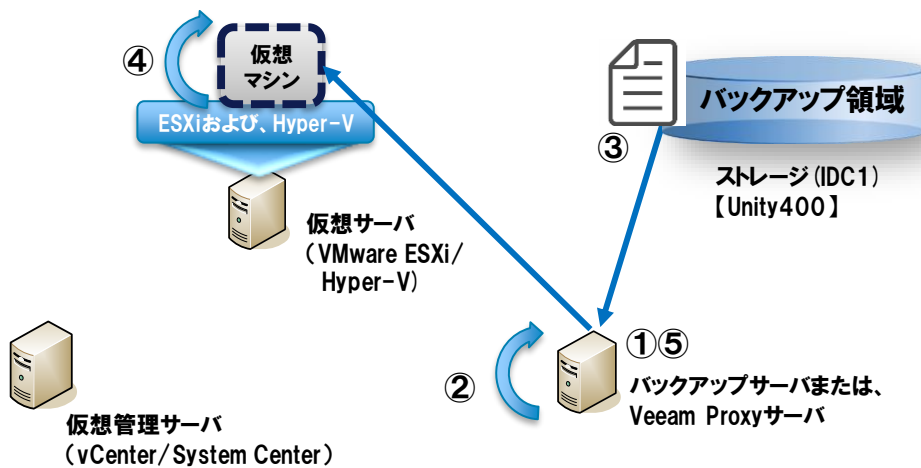 ④
仮想
マシン
ESXiおよび、Hyper-V
バックアップ領域
③
ストレージ(IDC1)
【Unity400】
仮想サーバ
(VMware ESXi/
Hyper-V)
①⑤
②
バックアップサーバまたは、
Veeam Proxyサーバ
仮想管理サーバ
(vCenter/System Center)